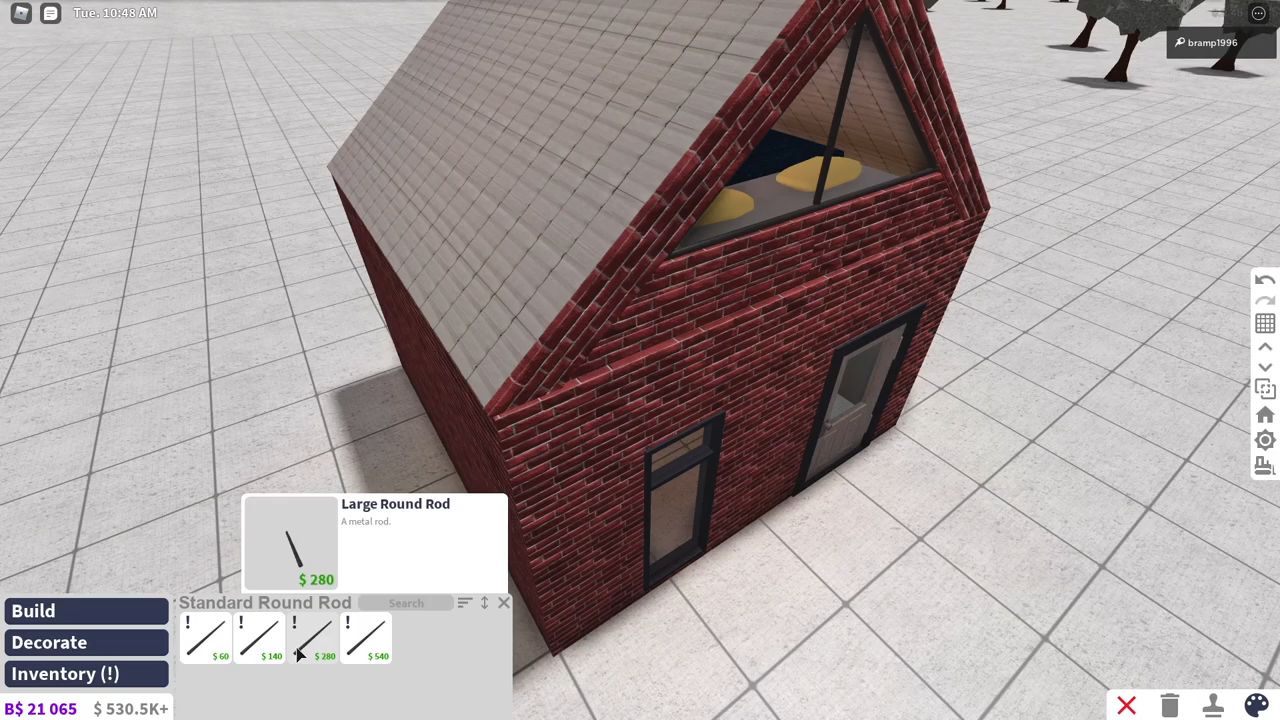 Tue. 10:48 AM
bramp1996
Large Round Rod
A metal rod.
$ 280
Standard Round Rod
Search
! ! ! !
$ 60 $ 140 $ 280 $ 540
Build
Decorate
Inventory (!)
B$ 21 065 $ 530.5K+